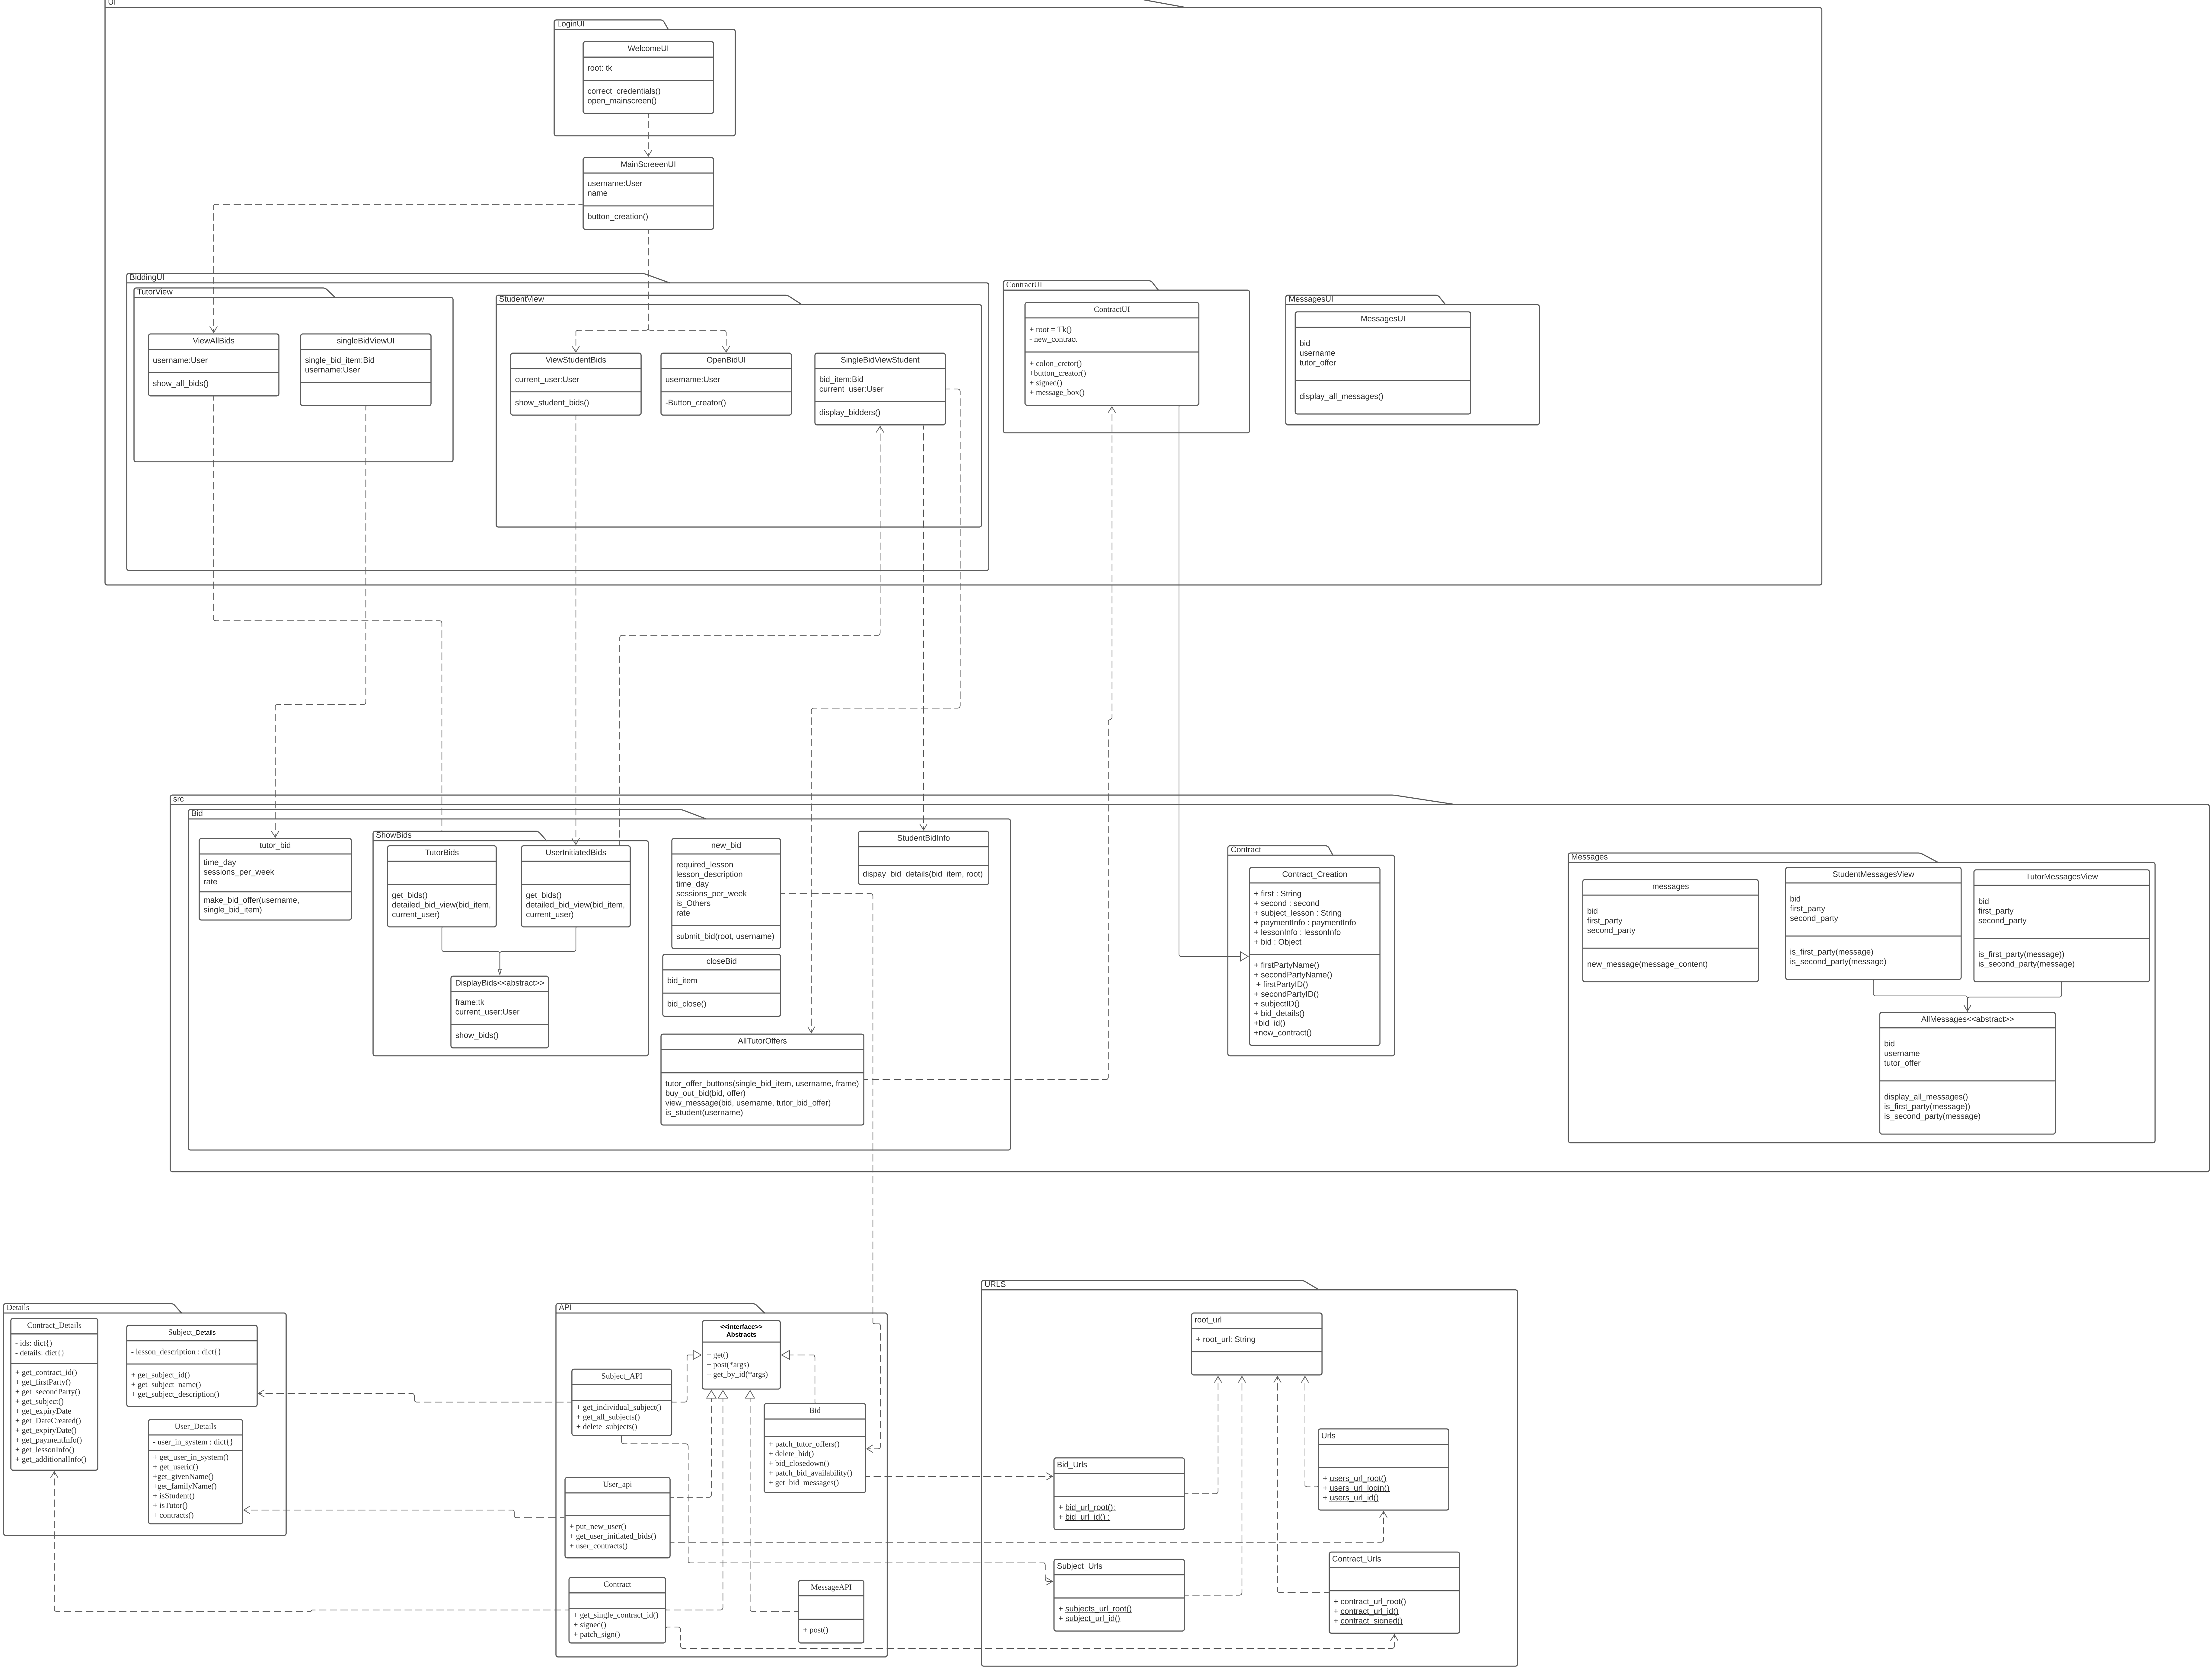 UI
LoginUI
WelcomeUI
root: tk
correct_credentials()
open_mainscreen()
MainScreeenUI
username:User
name
button_creation()
BiddingUI
TutorView
ViewAllBids
username:User
show_all_bids()
singleBidViewUI
single_bid_item:Bid
username:User
StudentView
ViewStudentBids
current_user:User
show_student_bids()
OpenBidUI
username:User
-Button_creator()
SingleBidViewStudent
bid_item:Bid
current_user:User
display_bidders()
ContractUI
ContractUI
+ root = Tk()
- new_contract
+ colon_cretor()
+button_creator()
+ signed()
+ message_box()
MessagesUI
MessagesUI
bid
username
tutor_offer
display_all_messages()
src
Bid
tutor_bid
time_day
sessions_per_week
rate
make_bid_offer(username,
single_bid_item)
ShowBids
TutorBids
get_bids()
detailed_bid_view(bid_item,
current_user)
UserInitiatedBids
get_bids()
detailed_bid_view(bid_item,
current_user)
DisplayBids<<abstract>>
frame:tk
current_user:User
show_bids()
new_bid
required_lesson
lesson_description
time_day
sessions_per_week
is_Others
rate
submit_bid(root, username)
closeBid
bid_item
bid_close()
StudentBidInfo
dispay_bid_details(bid_item, root)
AllTutorOffers
tutor_offer_buttons(single_bid_item, username, frame)
buy_out_bid(bid, offer)
view_message(bid, username, tutor_bid_offer)
is_student(username)
Contract
Contract_Creation
+ first : String
+ second : second
+ subject_lesson : String
+ paymentInfo : paymentInfo
+ lessonInfo : lessonInfo
+ bid : Object
+ firstPartyName()
+ secondPartyName()
+ firstPartyID()
+ secondPartyID()
+ subjectID()
+ bid_details()
+bid_id()
+new_contract()
Messages
messages
bid
first_party
second_party
new_message(message_content)
StudentMessagesView
bid
first_party
second_party
is_first_party(message)
is_second_party(message)
TutorMessagesView
bid
first_party
second_party
is_first_party(message))
is_second_party(message)
AllMessages<<abstract>>
bid
username
tutor_offer
display_all_messages()
is_first_party(message))
is_second_party(message)
Details
Contract_Details
- ids: dict{)
- details: dict{}
+ get_contract_id()
+ get_firstParty()
+ get_secondParty()
+ get_subject()
+ get_expiryDate
+ get_DateCreated()
+ get_expiryDate()
+ get_paymentInfo()
+ get_lessonInfo()
+ get_additionalInfo()
Subject_Details
- lesson_description : dict{}
+ get_subject_id()
+ get_subject_name()
+ get_subject_description()
User_Details
- user_in_system : dict{}
+ get_user_in_system()
+ get_userid()
+get_givenName()
+get_familyName()
+ isStudent()
+ isTutor()
+ contracts()
API
<<interface>>
Abstracts
+ get()
+ post(*args)
+ get_by_id(*args)
Subject_API
+ get_individual_subject()
+ get_all_subjects()
+ delete_subjects()
Bid
+ patch_tutor_offers()
+ delete_bid()
+ bid_closedown()
+ patch_bid_availability()
+ get_bid_messages()
User_api
+ put_new_user()
+ get_user_initiated_bids()
+ user_contracts()
Contract
+ get_single_contract_id()
+ signed()
+ patch_sign()
MessageAPI
+ post()
URLS
root_url
+ root_url: String
Urls
+ users_url_root()
+ users_url_login()
+ users_url_id()
Bid_Urls
+ bid_url_root():
+ bid_url_id() :
Subject_Urls
+ subjects_url_root()
+ subject_url_id()
Contract_Urls
+ contract_url_root()
+ contract_url_id()
+ contract_signed()